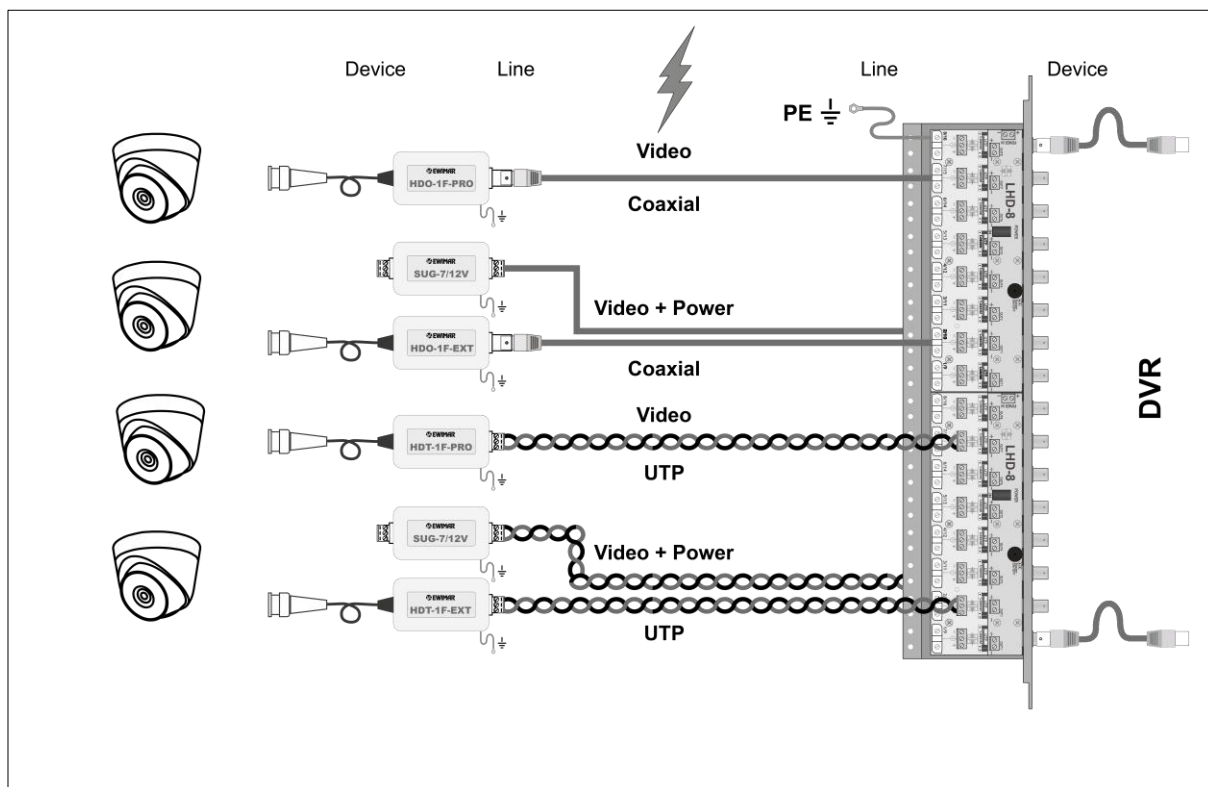 Device Line Line Device
PE
Video
EWIMAR
HDO-1F-PRO
Coaxial
LHD-8
POWER
EWIMAR
SUG-7/12V
Video + Power
EWIMAR
HDO-1F-EXT
Coaxial
DVR
Video
EWIMAR
HDT-1F-PRO
UTP
LHD-8
POWER
EWIMAR
SUG-7/12V
Video + Power
EWIMAR
HDT-1F-EXT
UTP